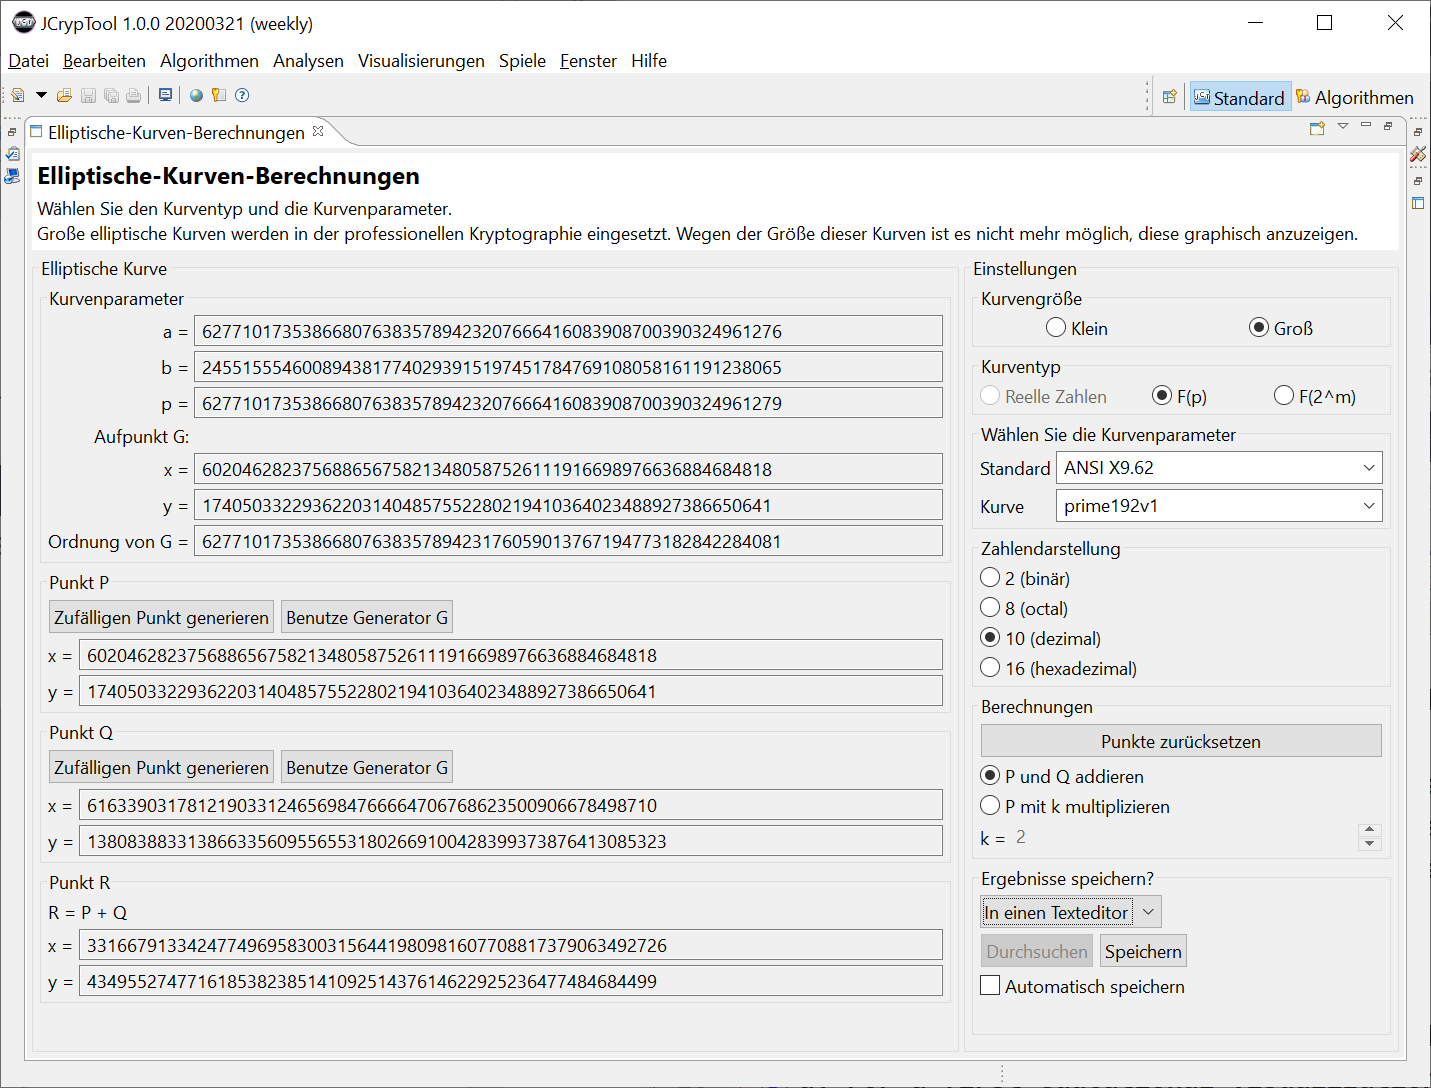 JCrypTool 1.0.0 20200321 (weekly)
Datei Bearbeiten Algorithmen Analysen Visualisierungen Spiele Fenster Hilfe
Standard Algorithmen
Elliptische-Kurven-Berechnungen
Elliptische-Kurven-Berechnungen
Wählen Sie den Kurventyp und die Kurvenparameter.
Große elliptische Kurven werden in der professionellen Kryptographie eingesetzt. Wegen der Größe dieser Kurven ist es nicht mehr möglich, diese graphisch anzuzeigen.
Elliptische Kurve
Kurvenparameter
a = 6277101735386680763835789423207666416083908700390324961276
b = 2455155546008943817740293915197451784769108058161191238065
p = 6277101735386680763835789423207666416083908700390324961279
Aufpunkt G:
x = 602046282375688656758213480587526111916698976636884684818
y = 174050332293622031404857552280219410364023488927386650641
Ordnung von G = 6277101735386680763835789423176059013767194773182842284081
Punkt P
Zufälligen Punkt generieren Benutze Generator G
x = 602046282375688656758213480587526111916698976636884684818
y = 174050332293622031404857552280219410364023488927386650641
Punkt Q
Zufälligen Punkt generieren Benutze Generator G
x = 616339031781219033124656984766647067686235009066784987​10
y = 1380838833138663356095565531802669100428399373876413085323
Punkt R
R = P + Q
x = 3316679133424774969583003156441980981607708817379063492726
y = 434955274771618538238514109251437614622925236477484684499
Einstellungen
Kurvengröße
Klein Groß
Kurventyp
Reelle Zahlen F(p) F(2^m)
Wählen Sie die Kurvenparameter
Standard ANSI X9.62
Kurve prime192v1
Zahlendarstellung
2 (binär)
8 (octal)
10 (dezimal)
16 (hexadezimal)
Berechnungen
Punkte zurücksetzen
P und Q addieren
P mit k multiplizieren
k = 2
Ergebnisse speichern?
In einen Texteditor
Durchsuchen Speichern
Automatisch speichern